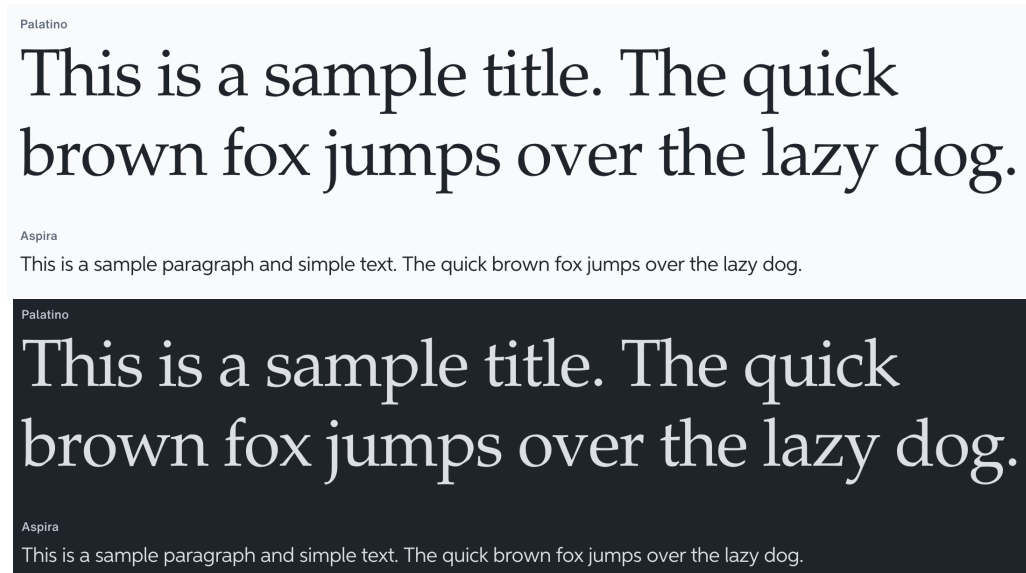 Palatino
This is a sample title. The quick
brown fox jumps over the lazy dog.
Aspira
This is a sample paragraph and simple text. The quick brown fox jumps over the lazy dog.
Palatino
This is a sample title. The quick
brown fox jumps over the lazy dog.
Aspira
This is a sample paragraph and simple text. The quick brown fox jumps over the lazy dog.